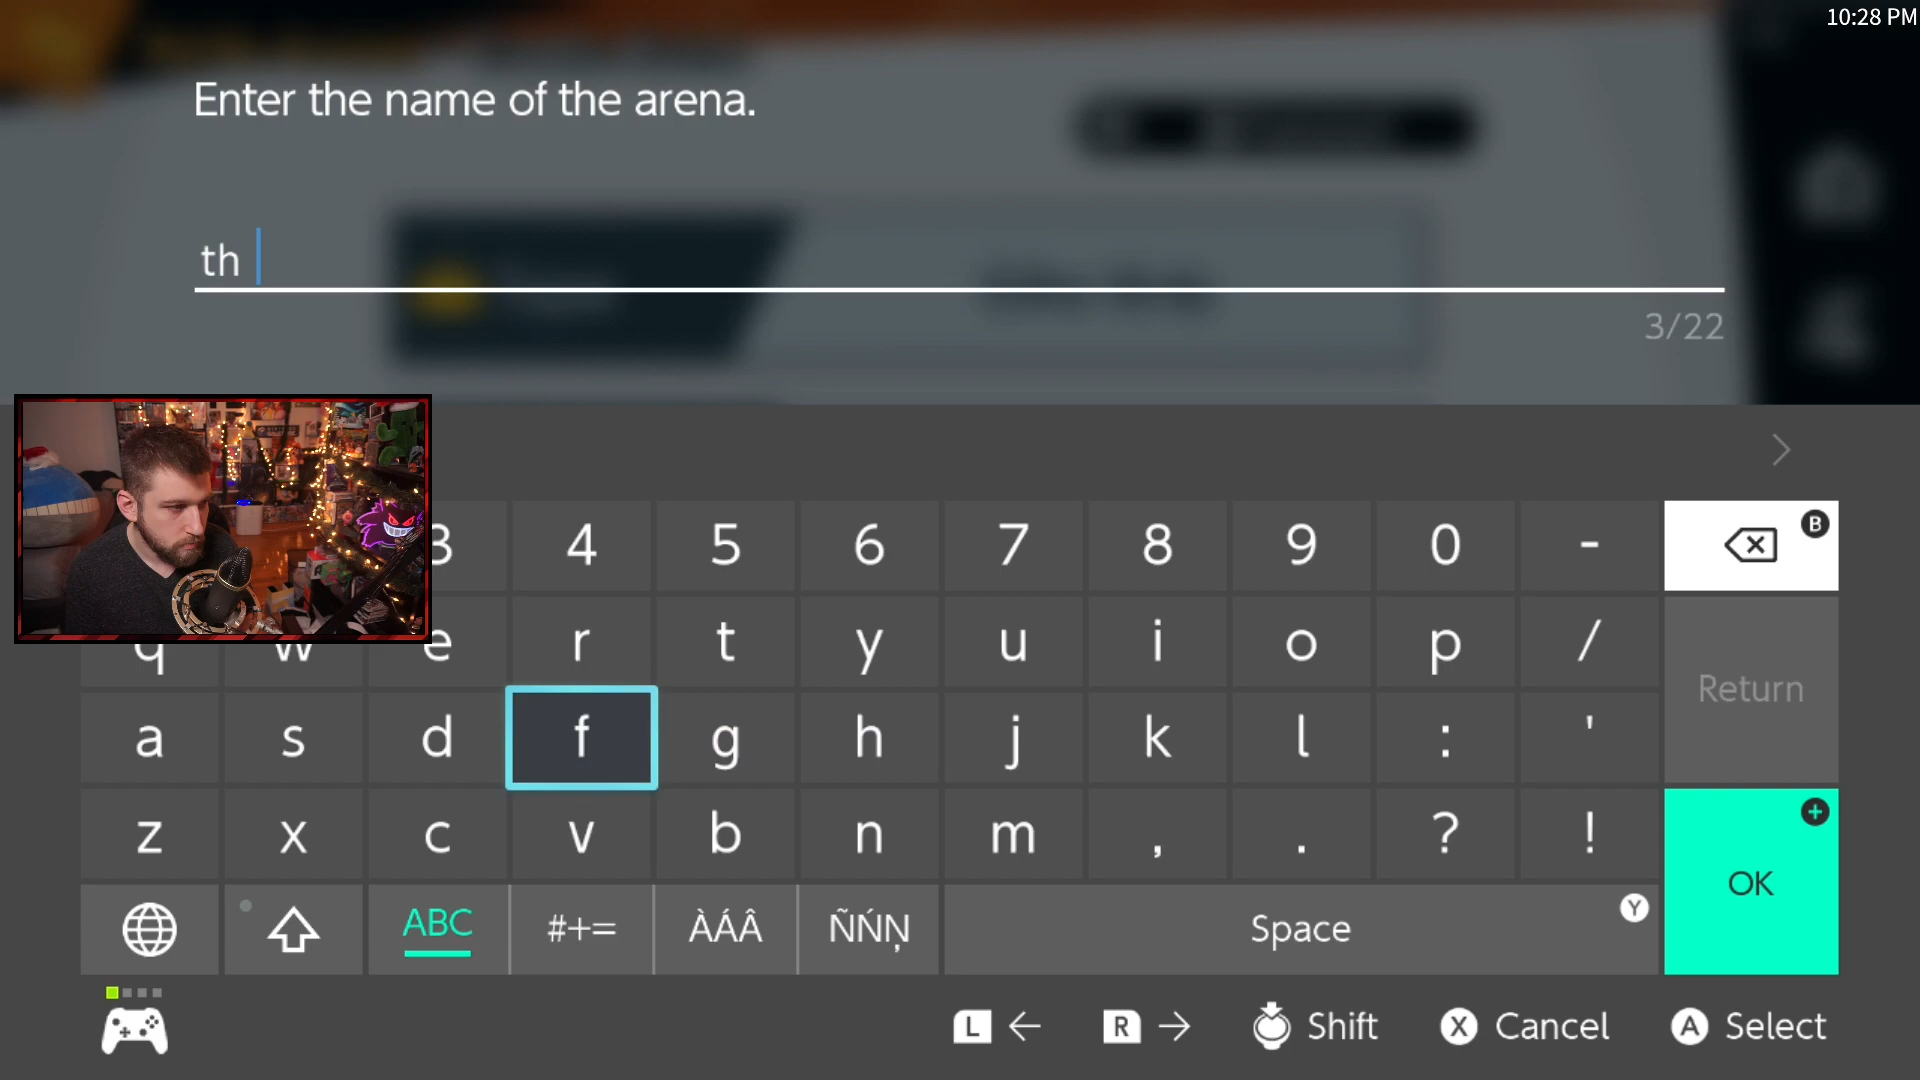 10:28 PM
Enter the name of the arena.
th
3/22
3 4 5 6 7 8 9 0 - B
q w e r t y u i o p /
Return
a s d f g h j k l : '
z x c v b n m , . ? ! +
OK
ABC #+= ÀÁÂ ÑŃŅ Space Y
L ← R → Shift X Cancel A Select